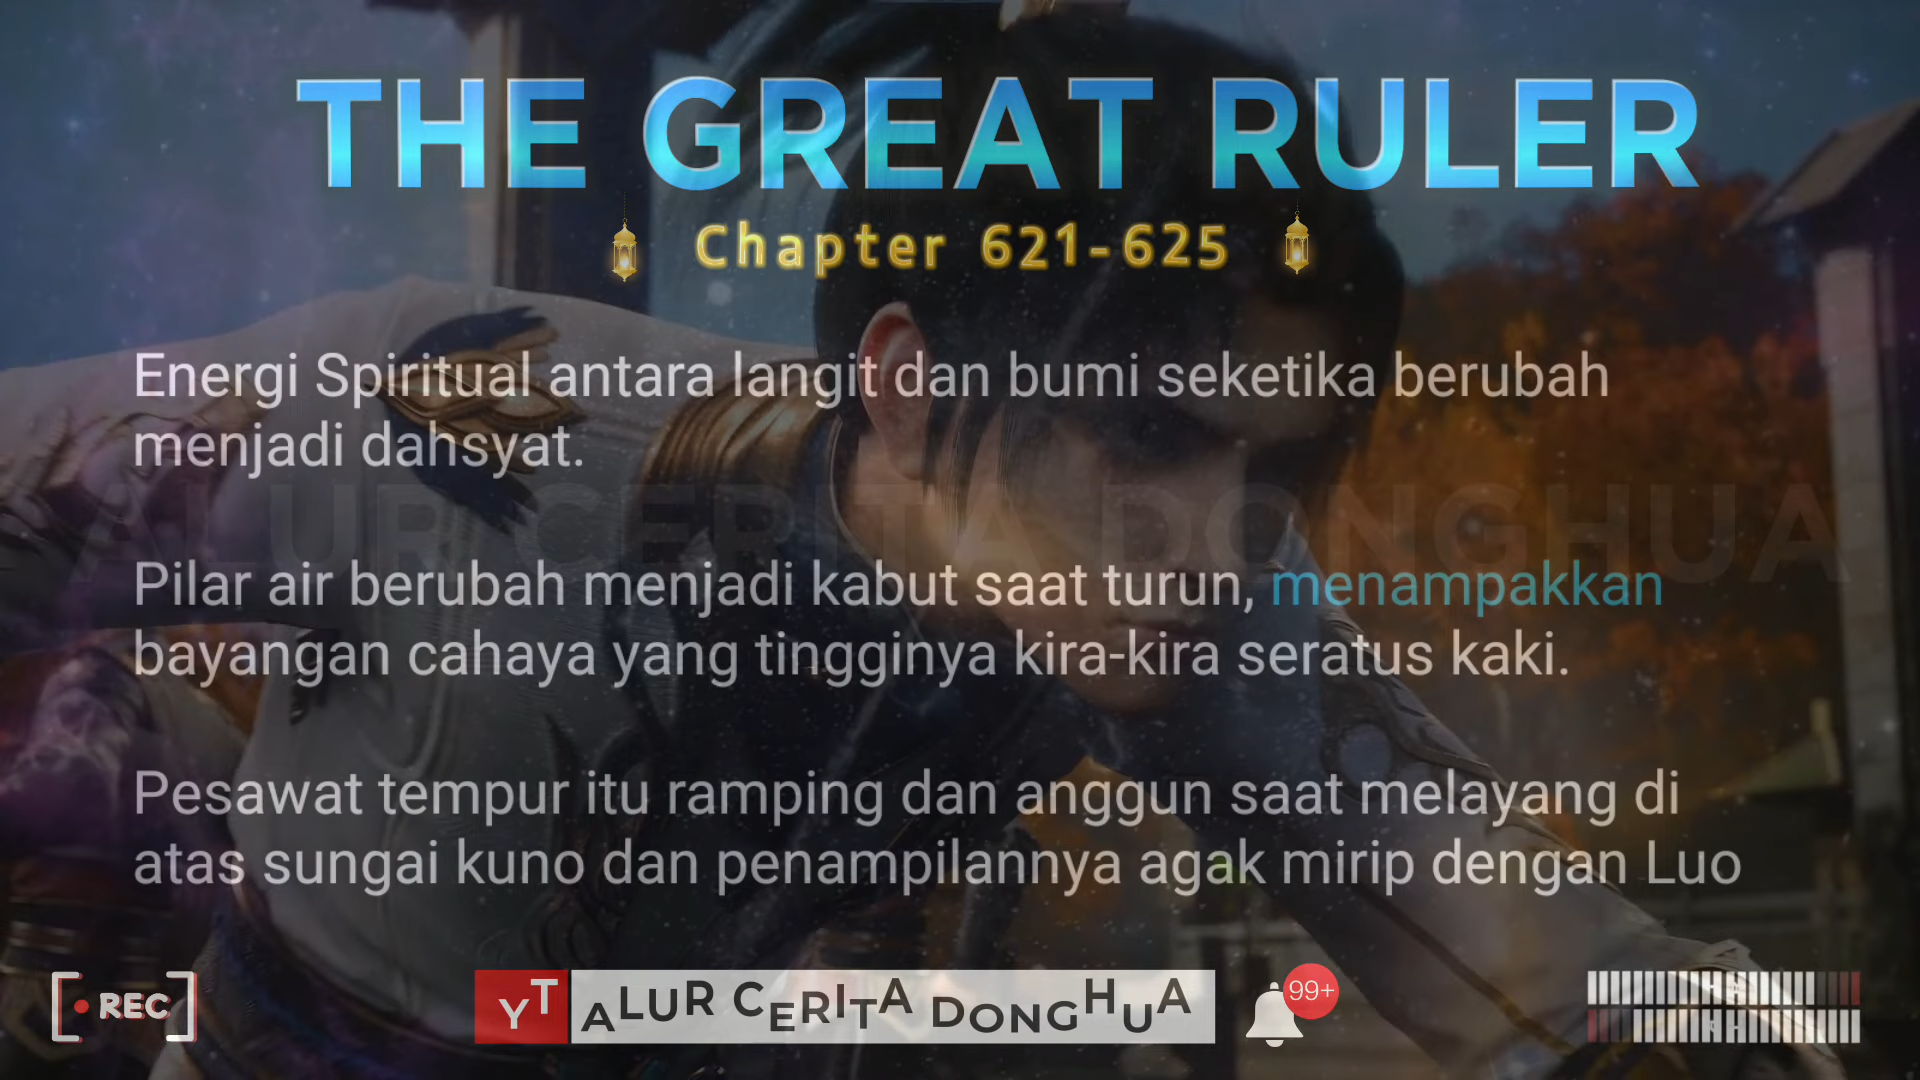 THE GREAT RULER
Chapter 621-625
Energi Spiritual antara langit dan bumi seketika berubah
menjadi dahsyat.
ALUR CERITA DONGHUA
Pilar air berubah menjadi kabut saat turun, menampakkan
bayangan cahaya yang tingginya kira-kira seratus kaki.
Pesawat tempur itu ramping dan anggun saat melayang di
atas sungai kuno dan penampilannya agak mirip dengan Luo
REC
YT ALUR CERITA DONGHUA
99+